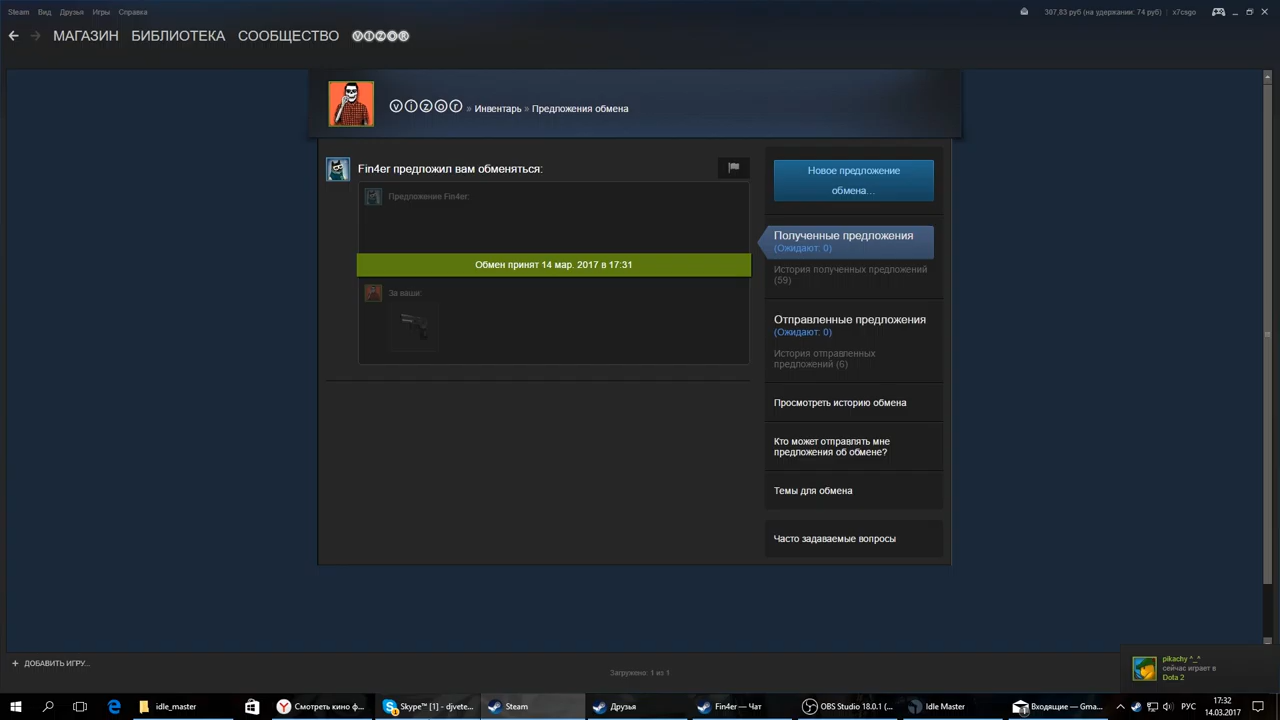 Steam Вид Друзья Игры Справка
307,83 руб (на удержании: 74 руб) x7csgo
МАГАЗИН БИБЛИОТЕКА СООБЩЕСТВО ⓋⒾⓏⓄⓇ
ⓥⓘⓩⓞⓡ » Инвентарь » Предложения обмена
Fin4er предложил вам обменяться:
Предложение Fin4er:
Обмен принят 14 мар. 2017 в 17:31
За ваши:
Новое предложение
обмена...
Полученные предложения
(Ожидают: 0)
История полученных предложений
(59)
Отправленные предложения
(Ожидают: 0)
История отправленных
предложений (6)
Просмотреть историю обмена
Кто может отправлять мне
предложения об обмене?
Темы для обмена
Часто задаваемые вопросы
+ ДОБАВИТЬ ИГРУ...
Загружено: 1 из 1
pikachy ^_^
сейчас играет в
Dota 2
idle_master
Смотреть кино ф...
Skype™ [1] - djvete...
Steam
Друзья
Fin4er — Чат
OBS Studio 18.0.1 (...
Idle Master
Входящие — Gma...
РУС
17:32
14.03.2017